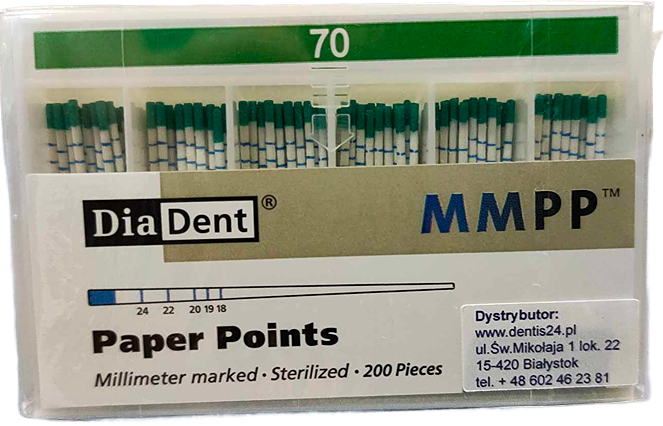 70
DiaDent®
MMPP™
24 22 20 19 18
Paper Points
Millimeter marked · Sterilized · 200 Pieces
Dystrybutor:
www.dentis24.pl
ul.Św.Mikołaja 1 lok. 22
15-420 Białystok
tel. + 48 602 46 23 81